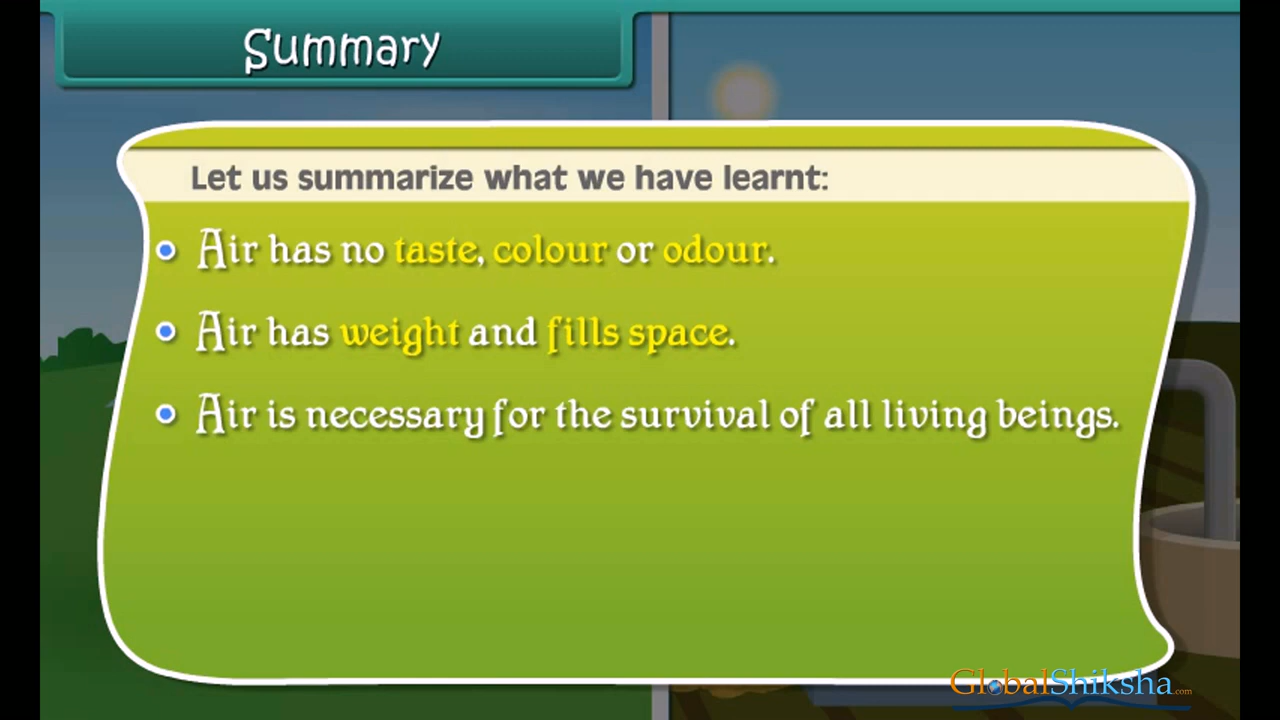 Summary
Let us summarize what we have learnt:
Air has no taste, colour or odour.
Air has weight and fills space.
Air is necessary for the survival of all living beings.
GlobalShiksha.com